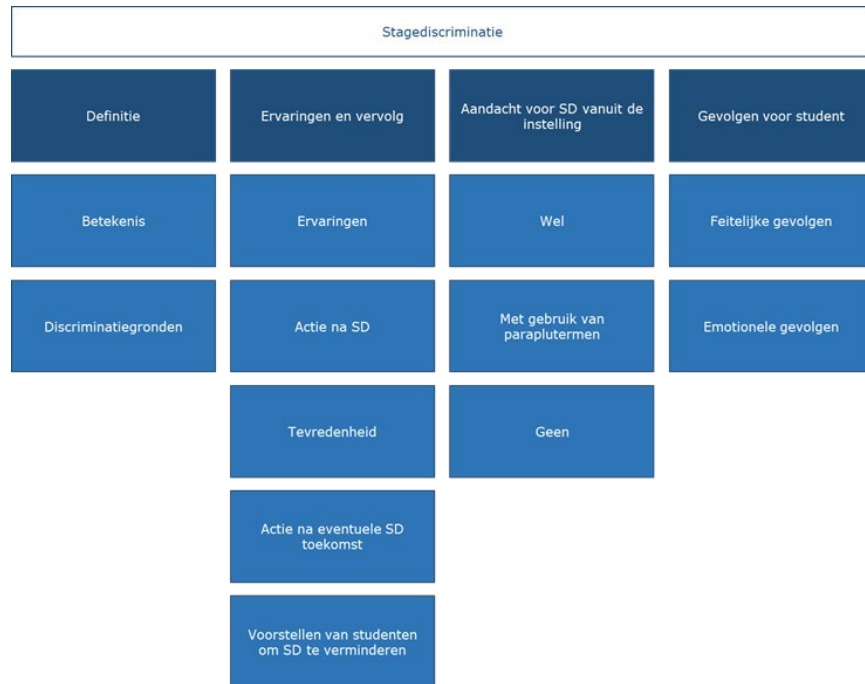 Stagediscriminatie
Definitie
Ervaringen en vervolg
Aandacht voor SD vanuit de
instelling
Gevolgen voor student
Betekenis
Ervaringen
Wel
Feitelijke gevolgen
Discriminatiegronden
Actie na SD
Met gebruik van
paraplutermen
Emotionele gevolgen
Tevredenheid
Geen
Actie na eventuele SD
toekomst
Voorstellen van studenten
om SD te verminderen